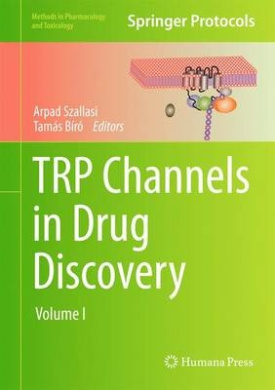 Methods in Pharmacology
and Toxicology
Springer Protocols
Arpad Szallasi
Tamás Bíró Editors
TRP Channels
in Drug
Discovery
Volume I
Humana Press